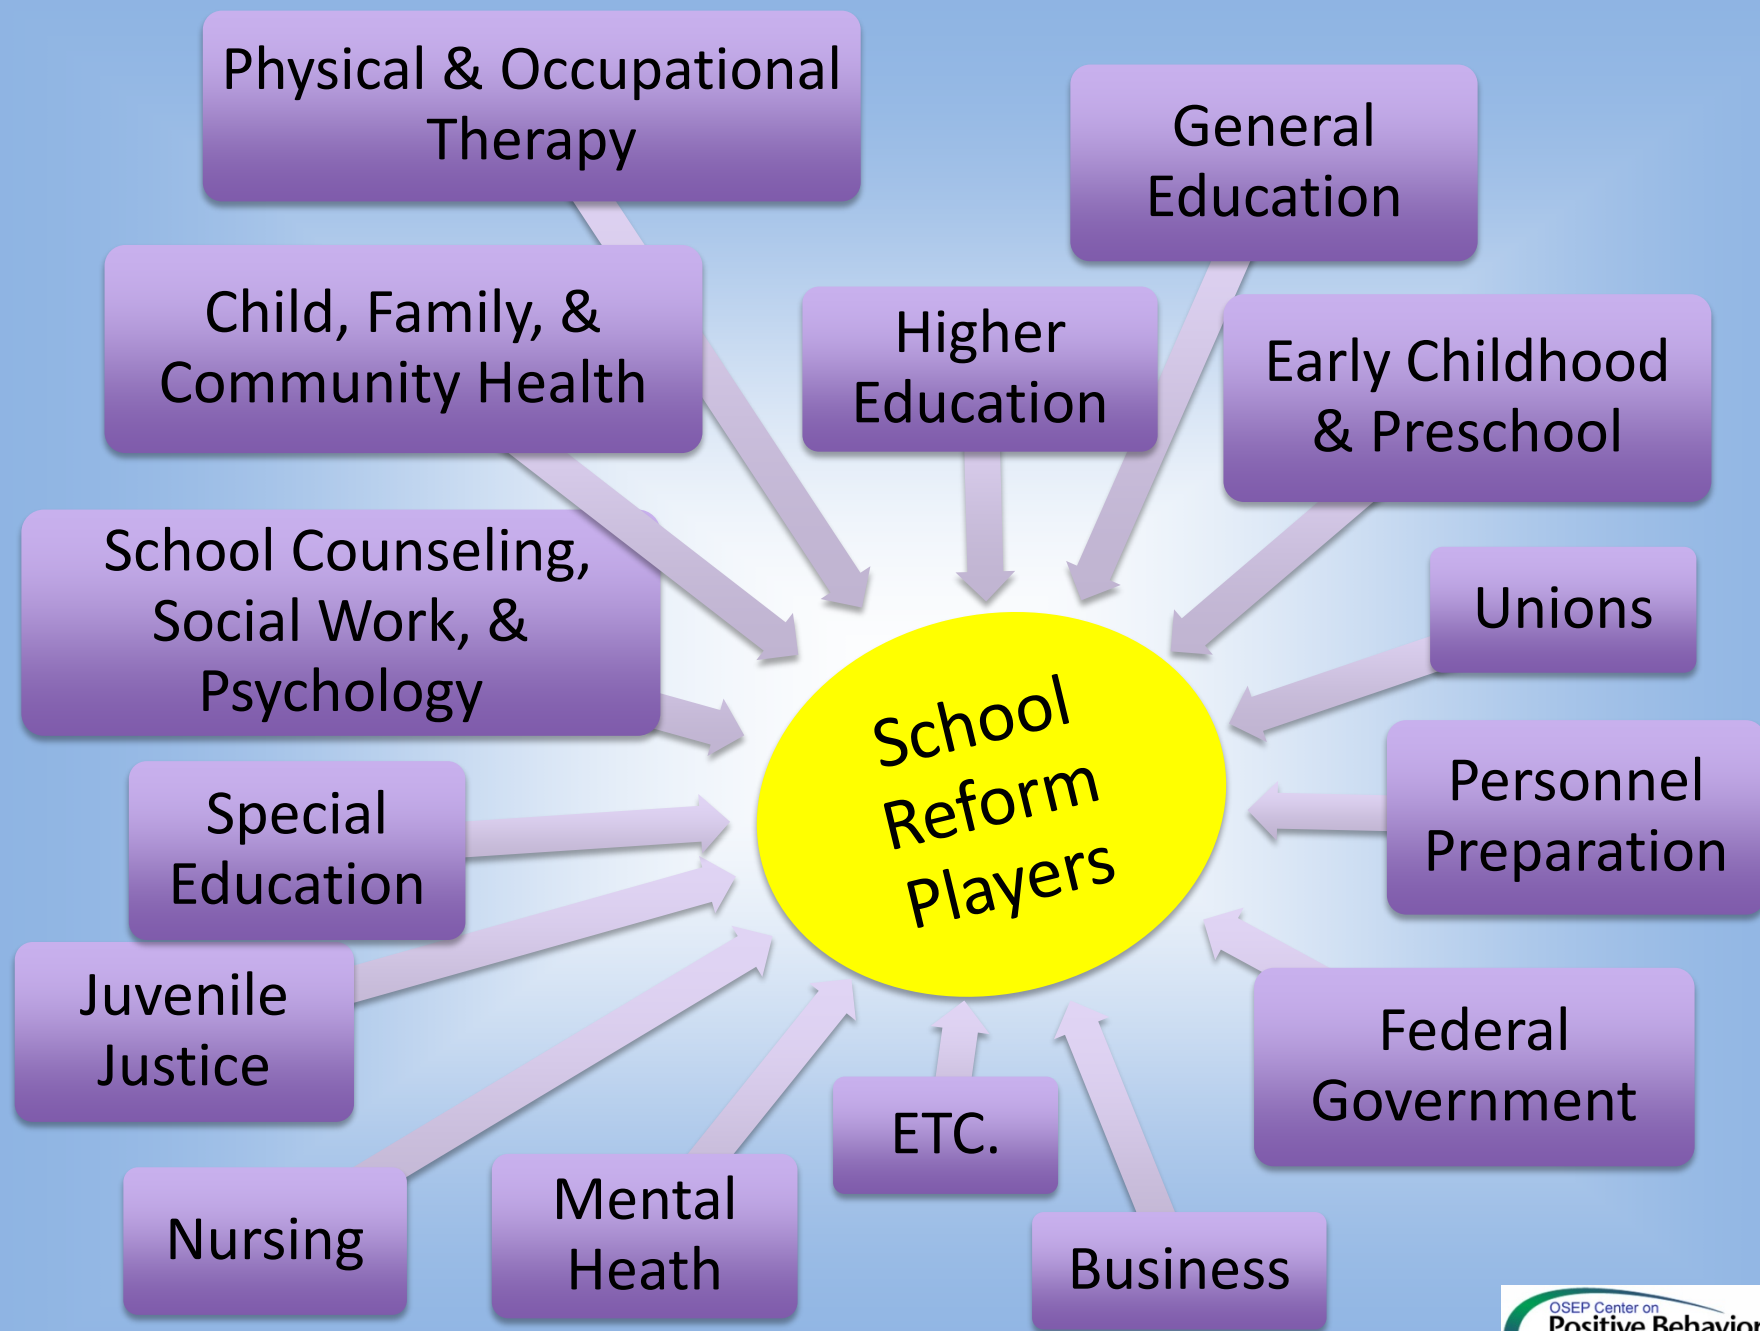 Physical & Occupational
Therapy
General
Education
Child, Family, &
Community Health
Higher
Education
Early Childhood
& Preschool
School Counseling,
Social Work, &
Psychology
Unions
School
Reform
Players
Special
Education
Personnel
Preparation
Juvenile
Justice
Federal
Government
ETC.
Nursing
Mental
Heath
Business
OSEP Center on
Positive Behavior